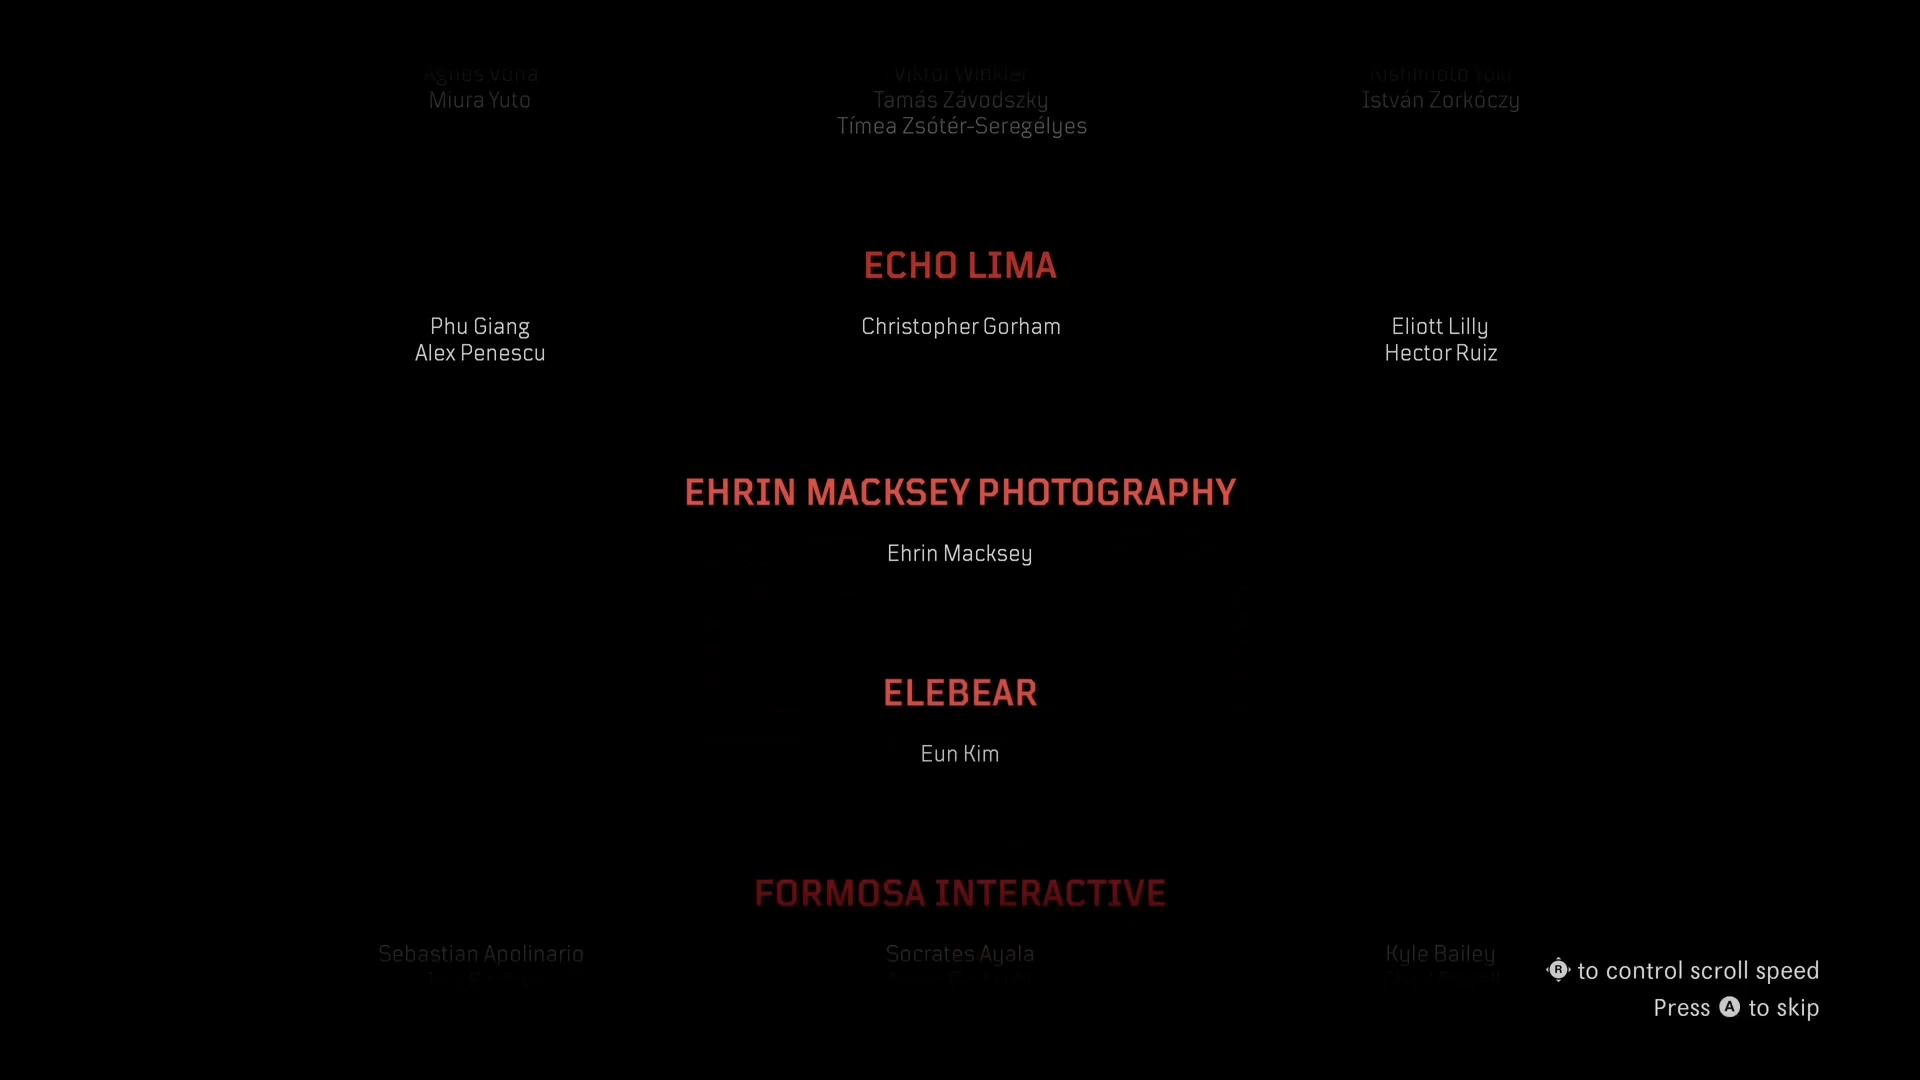 Miura Yuto Tamás Závodszky István Zorkóczy
Tímea Zsótér-Seregélyes
ECHO LIMA
Phu Giang Christopher Gorham Eliott Lilly
Alex Penescu Hector Ruiz
EHRIN MACKSEY PHOTOGRAPHY
Ehrin Macksey
ELEBEAR
Eun Kim
FORMOSA INTERACTIVE
Sebastian Apolinario Socrates Ayala Kyle Bailey
R to control scroll speed
Press A to skip